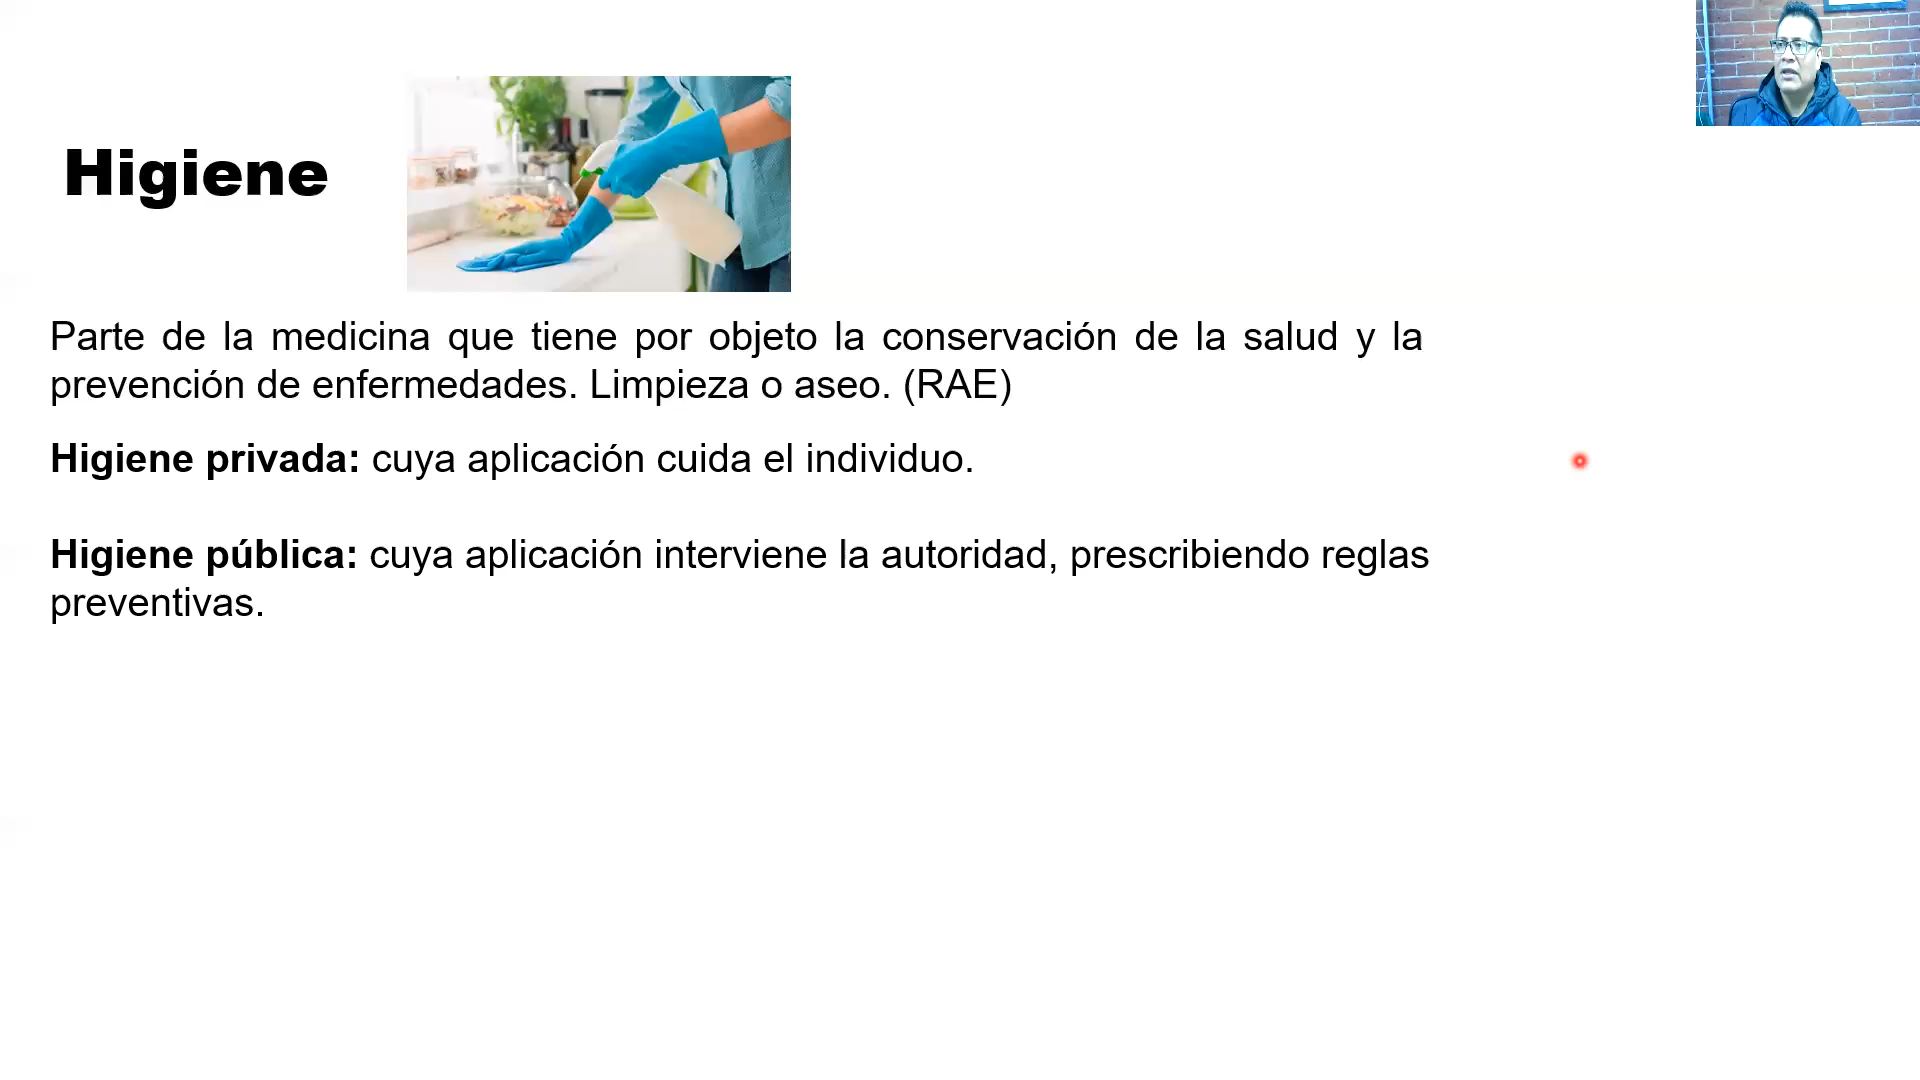 Higiene
Parte de la medicina que tiene por objeto la conservación de la salud y la
prevención de enfermedades. Limpieza o aseo. (RAE)
Higiene privada: cuya aplicación cuida el individuo.
Higiene pública: cuya aplicación interviene la autoridad, prescribiendo reglas
preventivas.